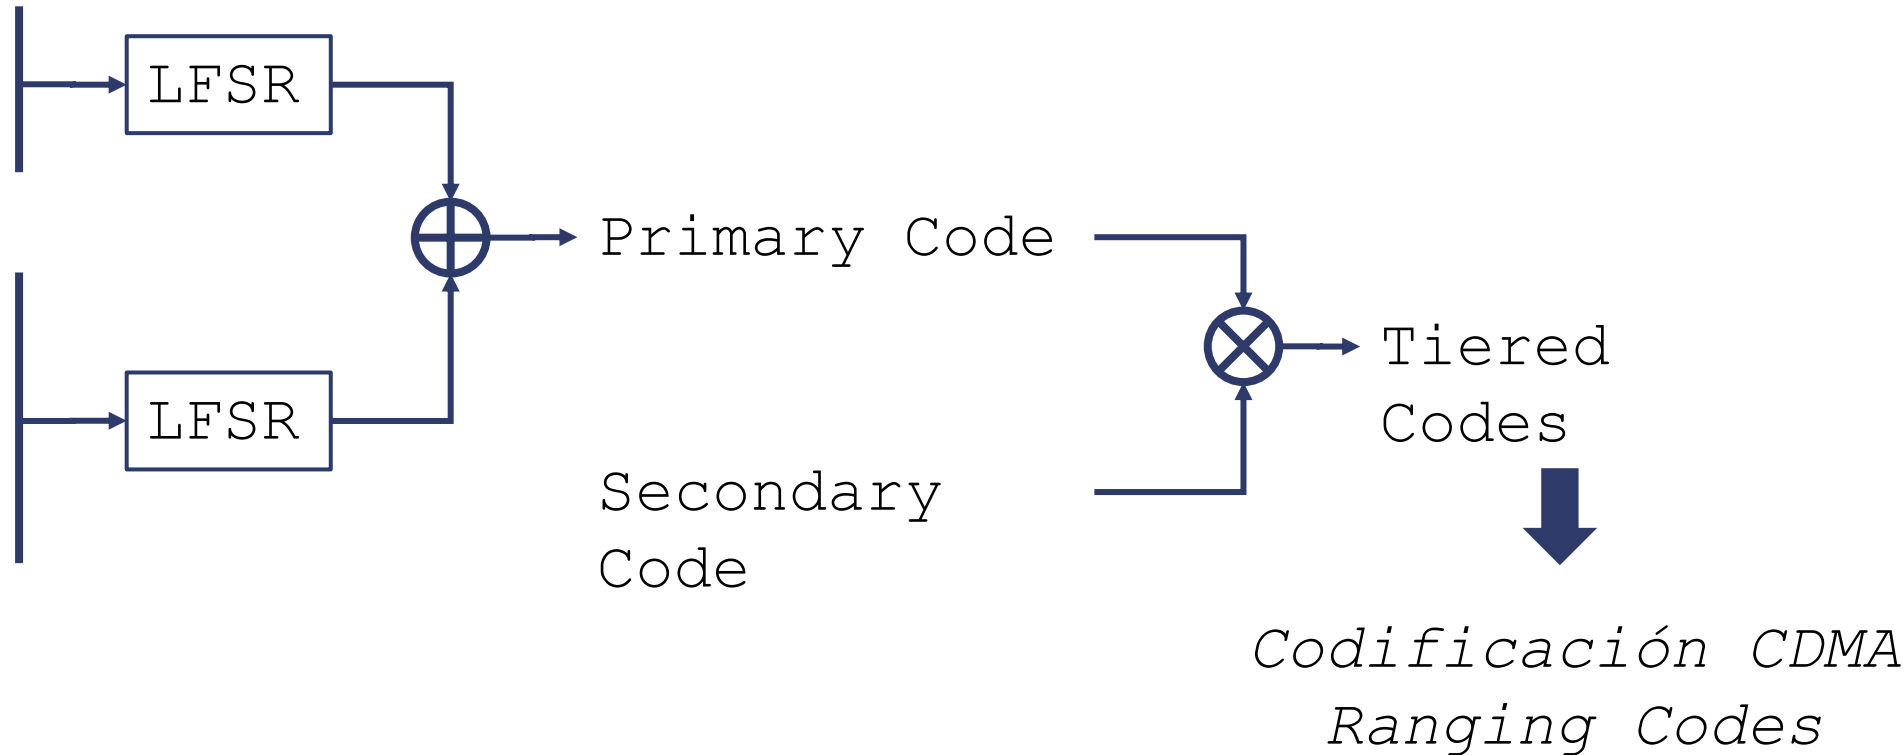 LFSR
Primary Code
LFSR
Secondary
Code
Tiered
Codes
Codificación CDMA
Ranging Codes